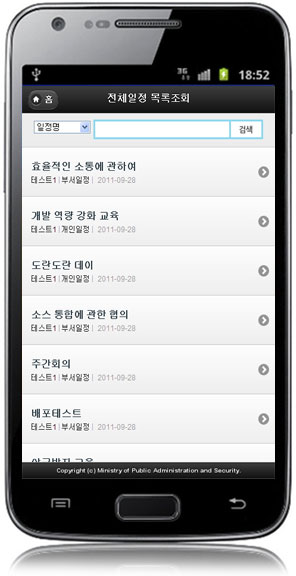 3G
18:52
홈
전체일정 목록조회
일정명
검색
효율적인 소통에 관하여
테스트1 | 부서일정 | 2011-09-28
개발 역량 강화 교육
테스트1 | 개인일정 | 2011-09-28
도란도란 데이
테스트1 | 개인일정 | 2011-09-28
소스 통합에 관한 협의
테스트1 | 부서일정 | 2011-09-28
주간회의
테스트1 | 부서일정 | 2011-09-28
배포테스트
테스트1 | 부서일정 | 2011-09-28
Copyright (c) Ministry of Public Administration and Security.